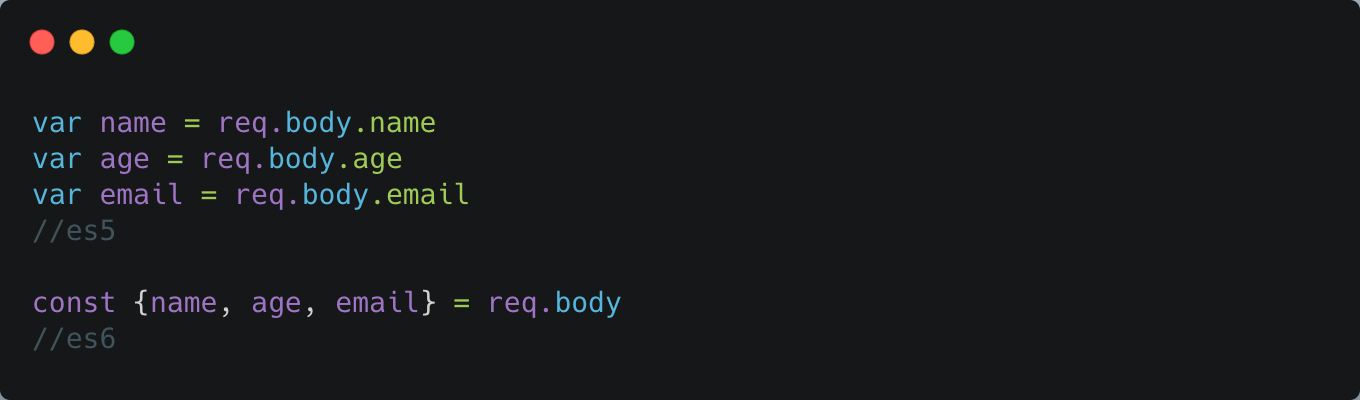 var name = req.body.name
var age = req.body.age
var email = req.body.email
//es5
const {name, age, email} = req.body
//es6